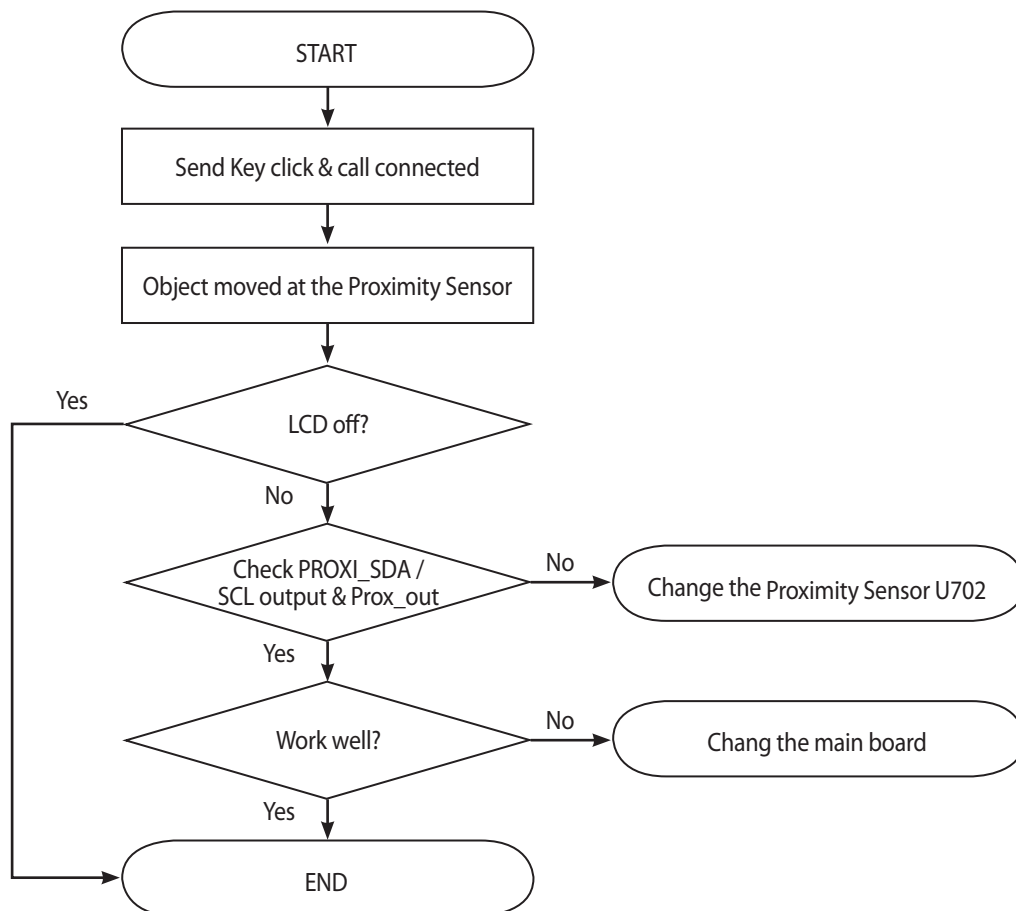 START
Send Key click & call connected
Object moved at the Proximity Sensor
Yes
LCD off?
No
Check PROXI_SDA /
SCL output & Prox_out
No
Change the Proximity Sensor U702
Yes
Work well?
No
Chang the main board
Yes
END